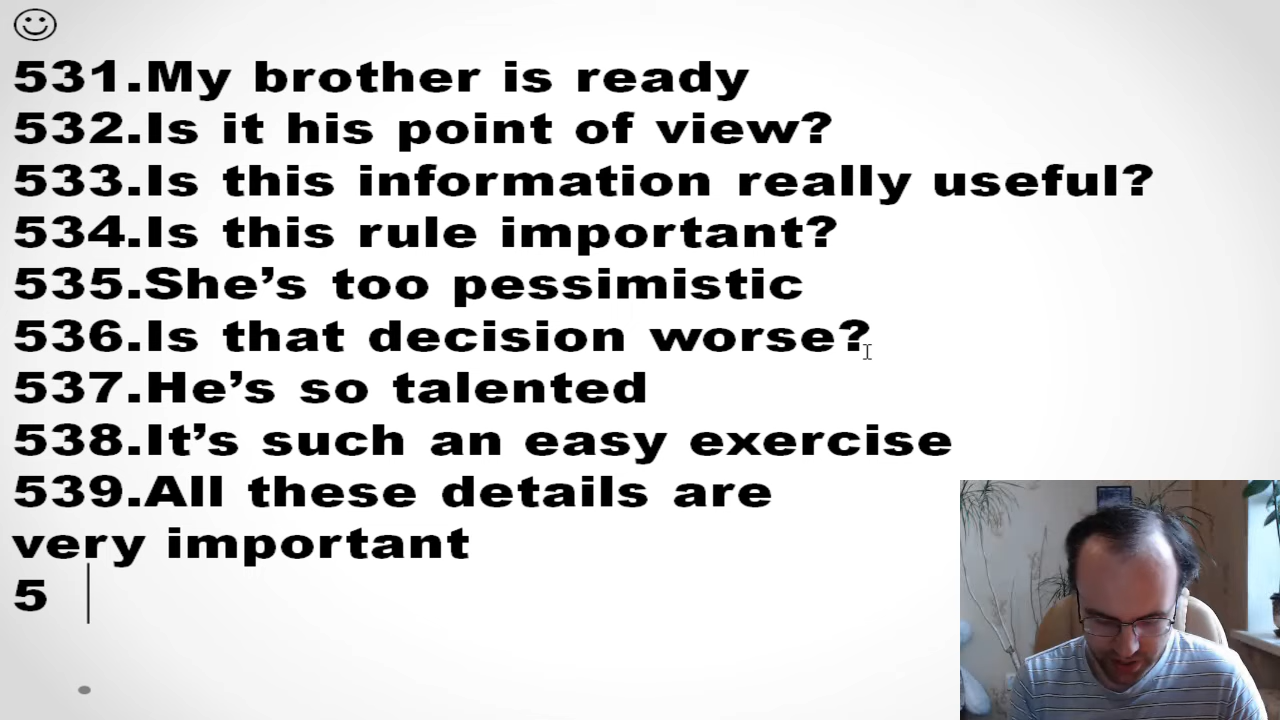 531.My brother is ready
532.Is it his point of view?
533.Is this information really useful?
534.Is this rule important?
535.She’s too pessimistic
536.Is that decision worse?
537.He’s so talented
538.It’s such an easy exercise
539.All these details are
very important
5